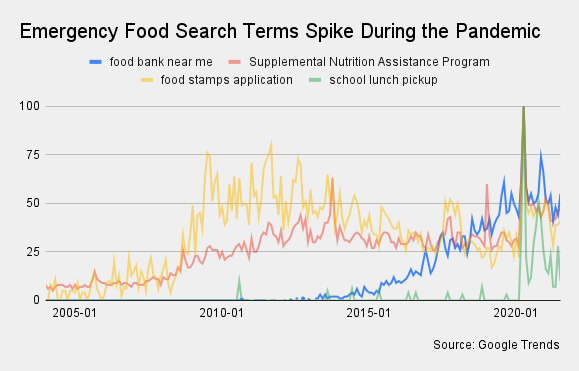 Emergency Food Search Terms Spike During the Pandemic
food bank near me Supplemental Nutrition Assistance Program
food stamps application school lunch pickup
100
75
50
25
0
2005-01 2010-01 2015-01 2020-01
Source: Google Trends